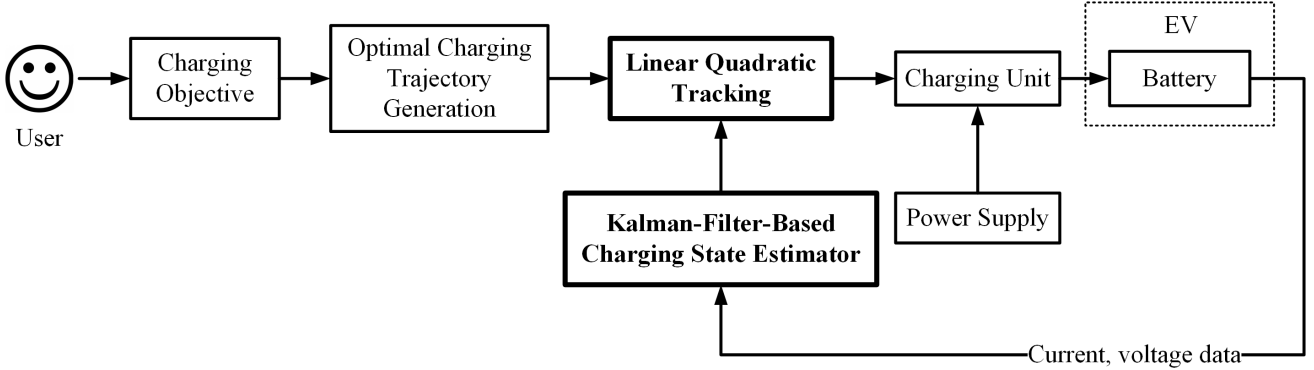 User
Charging
Objective
Optimal Charging
Trajectory
Generation
Linear Quadratic
Tracking
Charging Unit
EV
Battery
Kalman-Filter-Based
Charging State Estimator
Power Supply
Current, voltage data